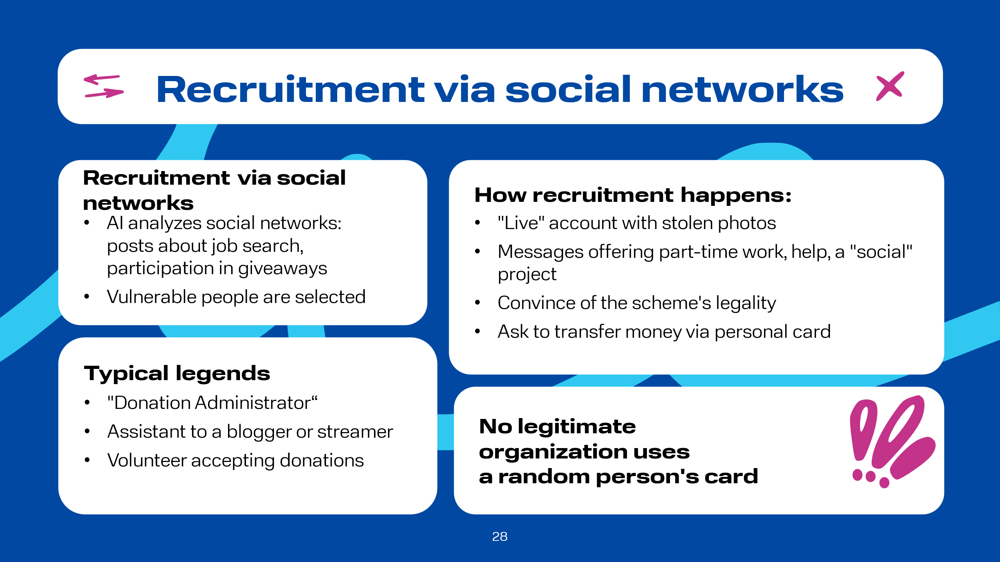 Recruitment via social networks
Recruitment via social
networks
• AI analyzes social networks:
posts about job search,
participation in giveaways
• Vulnerable people are selected
How recruitment happens:
• "Live" account with stolen photos
• Messages offering part-time work, help, a "social"
project
• Convince of the scheme's legality
• Ask to transfer money via personal card
Typical legends
• "Donation Administrator“
• Assistant to a blogger or streamer
• Volunteer accepting donations
No legitimate
organization uses
a random person's card
28